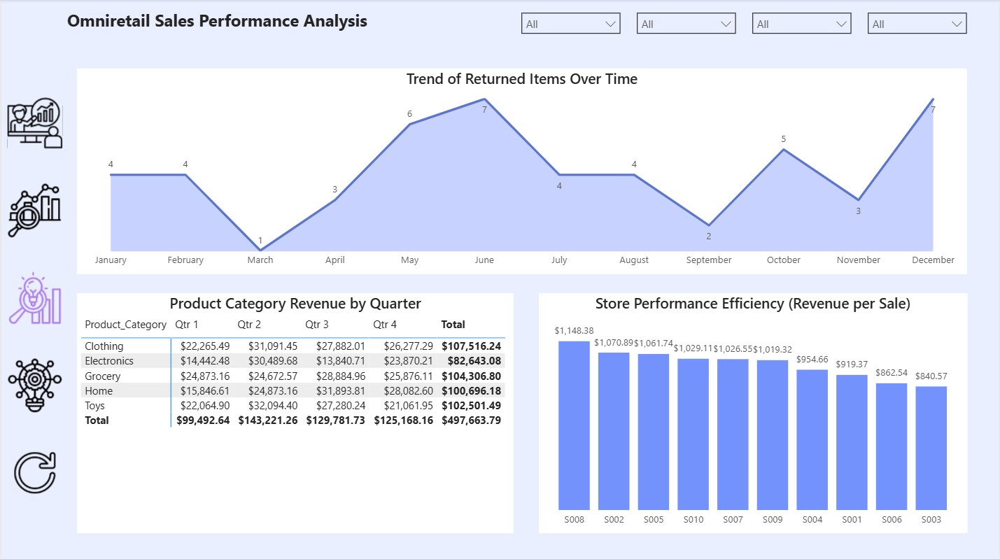 Omniretail Sales Performance Analysis
All All All All
Trend of Returned Items Over Time
4 4 1 3 6 7 4 4 2 5 3 7
January February March April May June July August September October November December
Product Category Revenue by Quarter
Product_Category Qtr 1 Qtr 2 Qtr 3 Qtr 4 Total
Clothing $22,265.49 $31,091.45 $27,882.01 $26,277.29 $107,516.24
Electronics $14,442.48 $30,489.68 $13,840.71 $23,870.21 $82,643.08
Grocery $24,873.16 $24,672.57 $28,884.96 $25,876.11 $104,306.80
Home $15,846.61 $24,873.16 $31,893.81 $28,082.60 $100,696.18
Toys $22,064.90 $32,094.40 $27,280.24 $21,061.95 $102,501.49
Total $99,492.64 $143,221.26 $129,781.73 $125,168.16 $497,663.79
Store Performance Efficiency (Revenue per Sale)
$1,148.38 $1,070.89 $1,061.74 $1,029.11 $1,026.55 $1,019.32 $954.66 $919.37 $862.54 $840.57
S008 S002 S005 S010 S007 S009 S004 S001 S006 S003